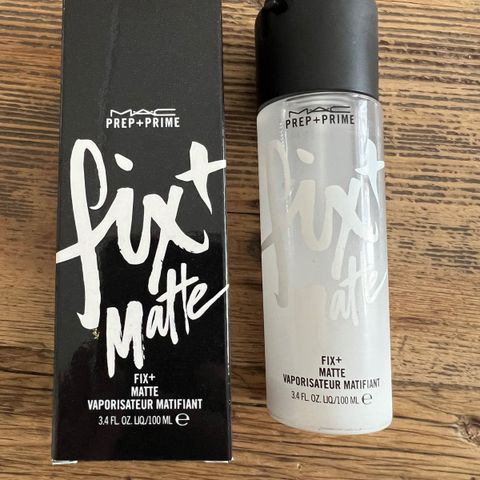 MAC
PREP+PRIME
fix+
Matte
FIX+
MATTE
VAPORISATEUR MATIFIANT
3.4 FL. OZ. LIQ./100 ML ℮
MAC
PREP+PRIME
fix+
Matte
FIX+
MATTE
VAPORISATEUR MATIFIANT
3.4 FL. OZ. LIQ/100 ML ℮